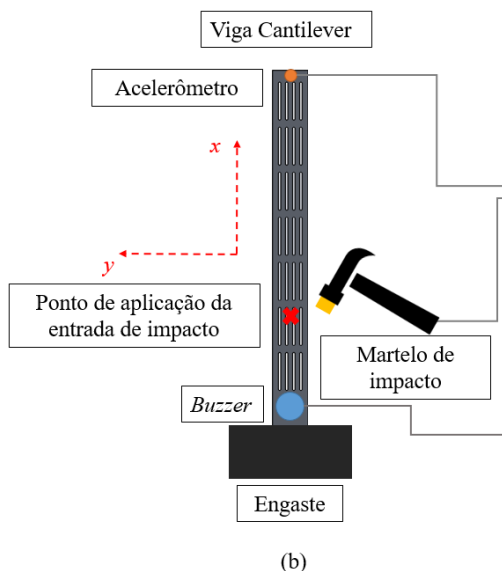 Viga Cantilever
Acelerômetro
x
y
Ponto de aplicação da
entrada de impacto
Martelo de
impacto
Buzzer
Engaste
(b)